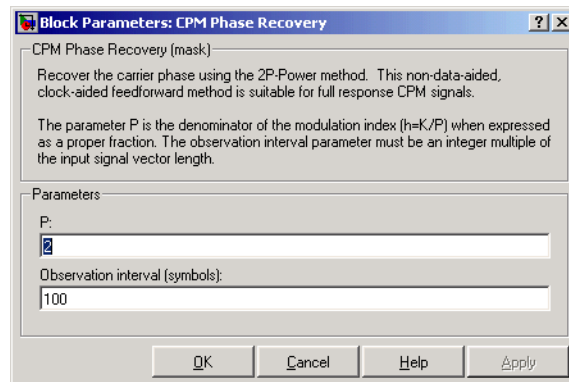 Block Parameters: CPM Phase Recovery
CPM Phase Recovery (mask)
Recover the carrier phase using the 2P-Power method. This non-data-aided,
clock-aided feedforward method is suitable for full response CPM signals.
The parameter P is the denominator of the modulation index (h=K/P) when expressed
as a proper fraction. The observation interval parameter must be an integer multiple of
the input signal vector length.
Parameters
P:
2
Observation interval (symbols):
100
OK Cancel Help Apply